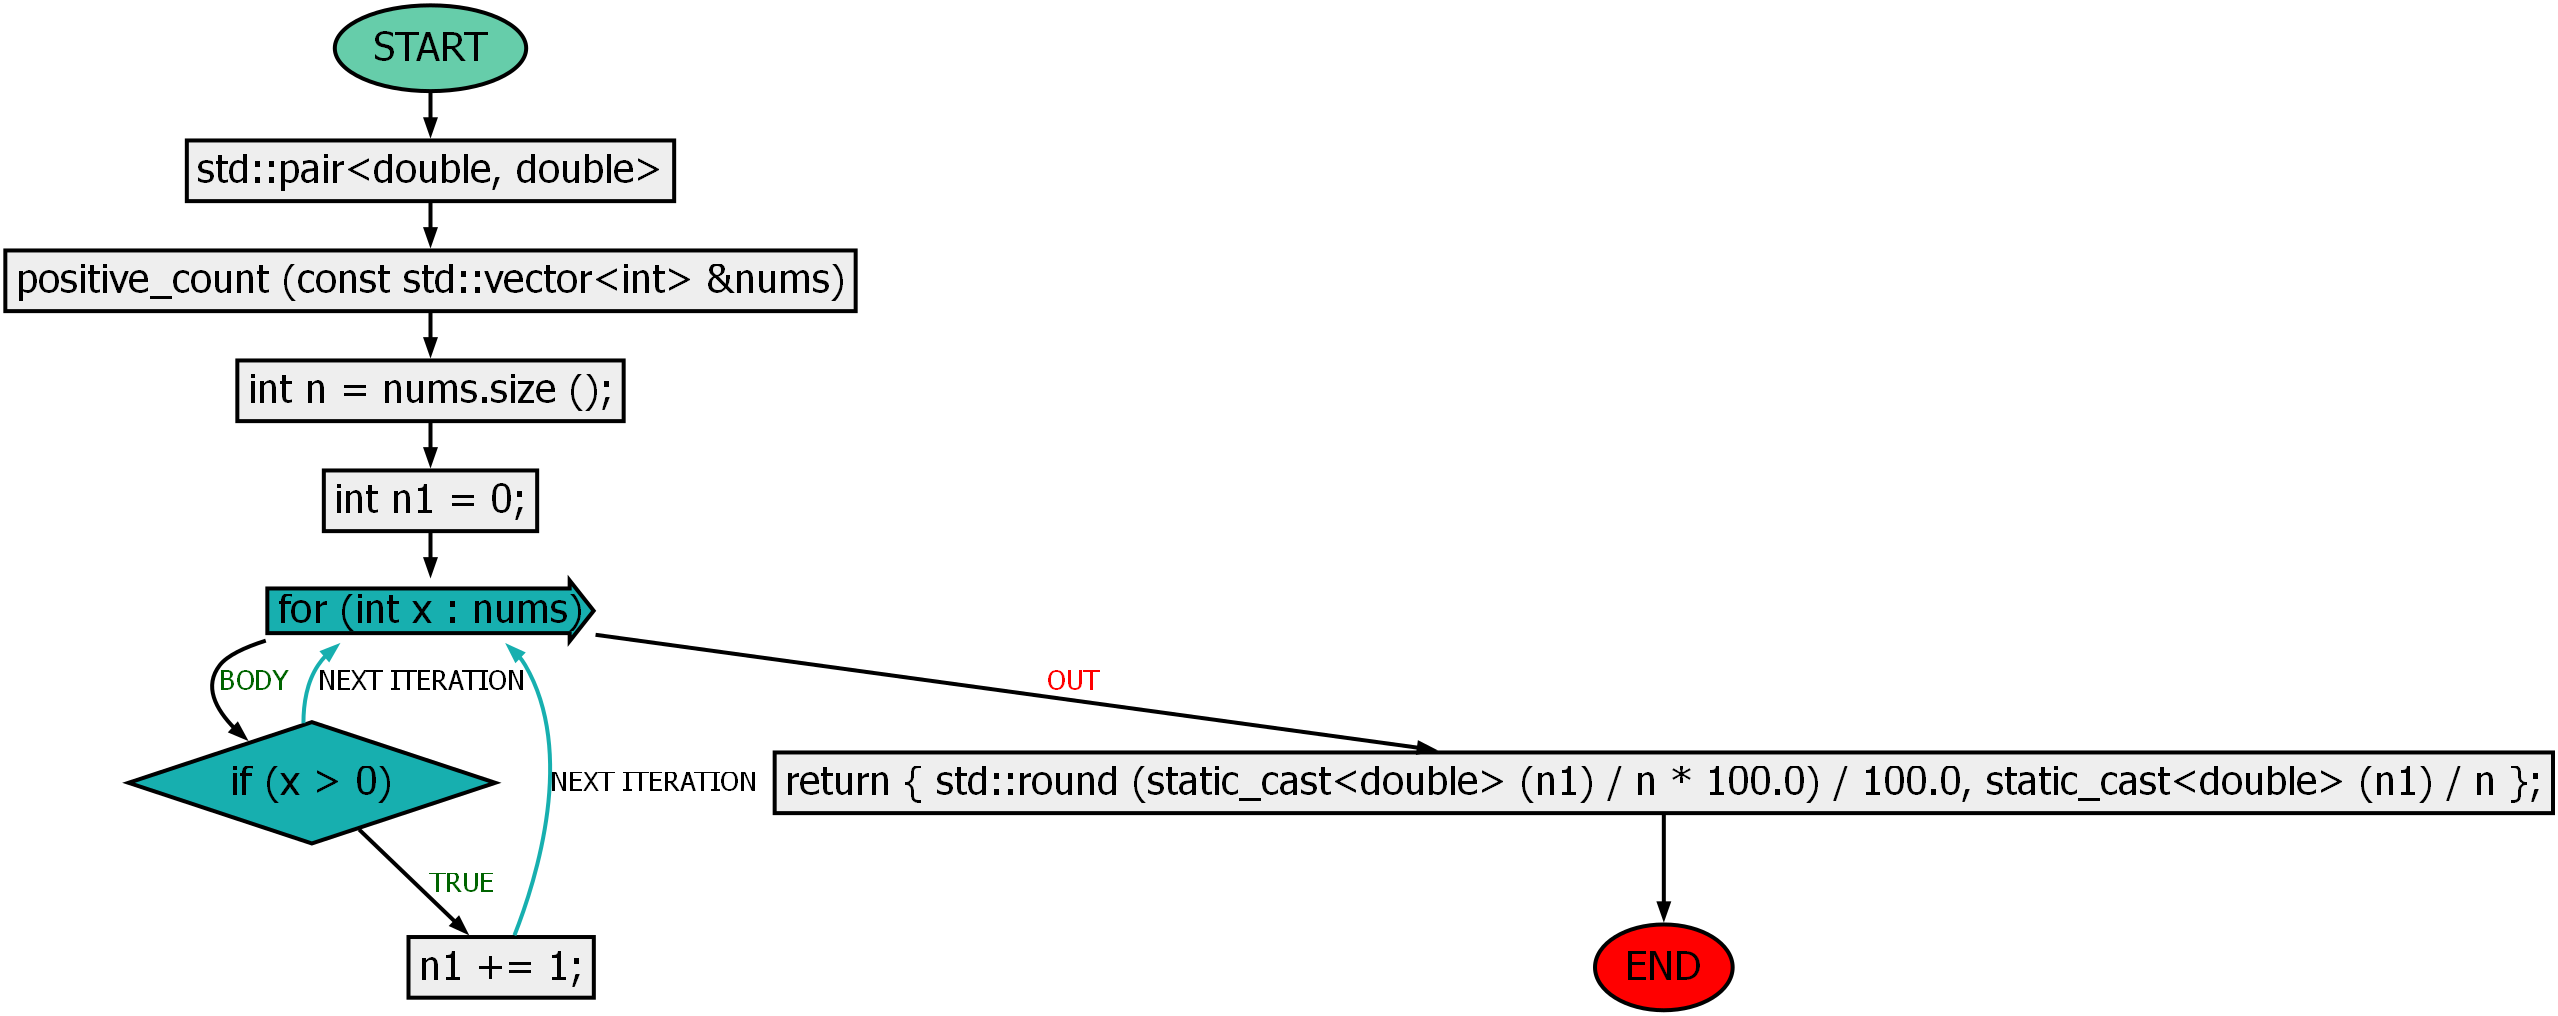 START
std::pair<double, double>
positive_count (const std::vector<int> &nums)
int n = nums.size ();
int n1 = 0;
for (int x : nums)
BODY
NEXT ITERATION
OUT
if (x > 0)
NEXT ITERATION
return { std::round (static_cast<double> (n1) / n * 100.0) / 100.0, static_cast<double> (n1) / n };
TRUE
n1 += 1;
END